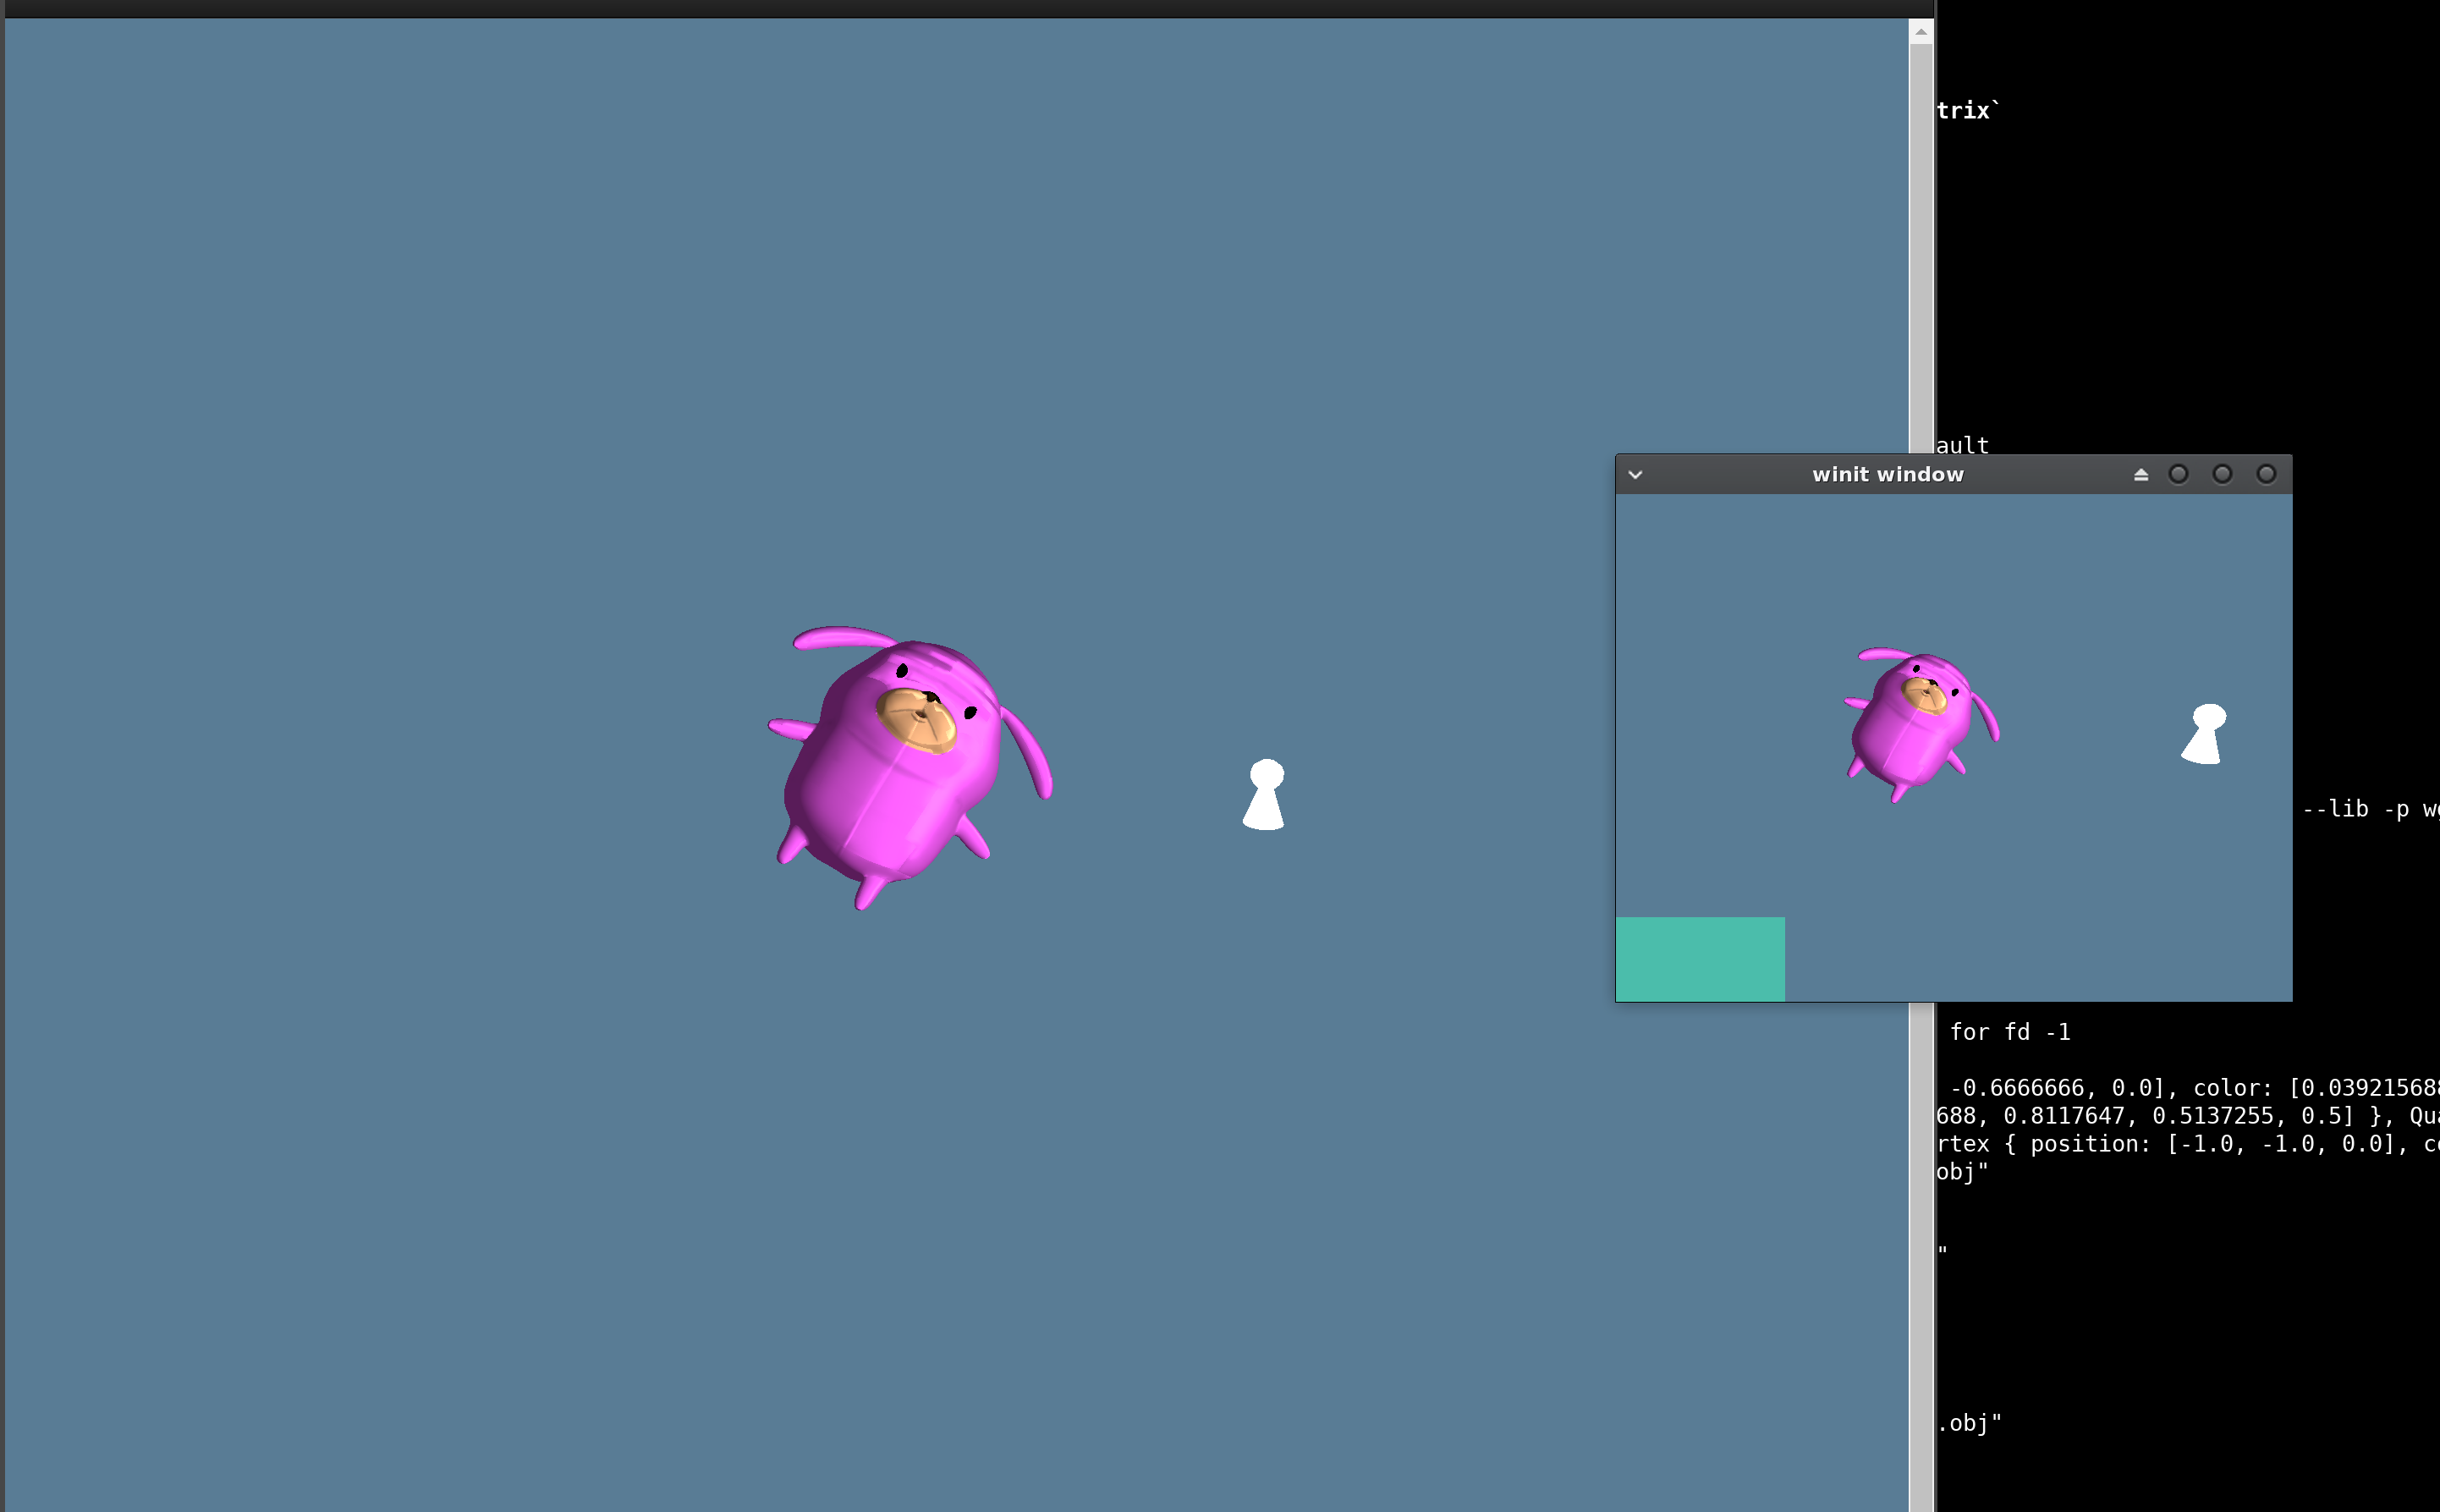 trix`
ault
winit window
--lib -p
for fd -1
-0.6666666, 0.0], color: [0.03921568
688, 0.8117647, 0.5137255, 0.5] }, Qu
rtex { position: [-1.0, -1.0, 0.0], c
obj"
"
.obj"